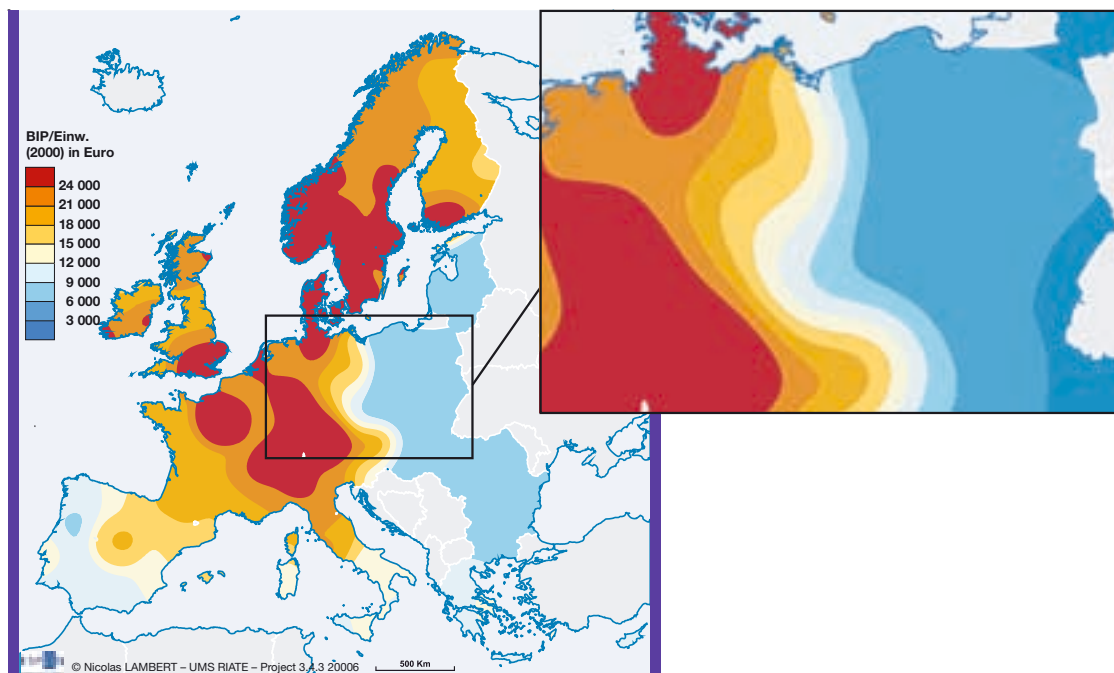 BIP/Einw.
(2000) in Euro
24 000
21 000
18 000
15 000
12 000
9 000
6 000
3 000
© Nicolas LAMBERT – UMS RIATE – Project 3.4.3 20006
500 Km